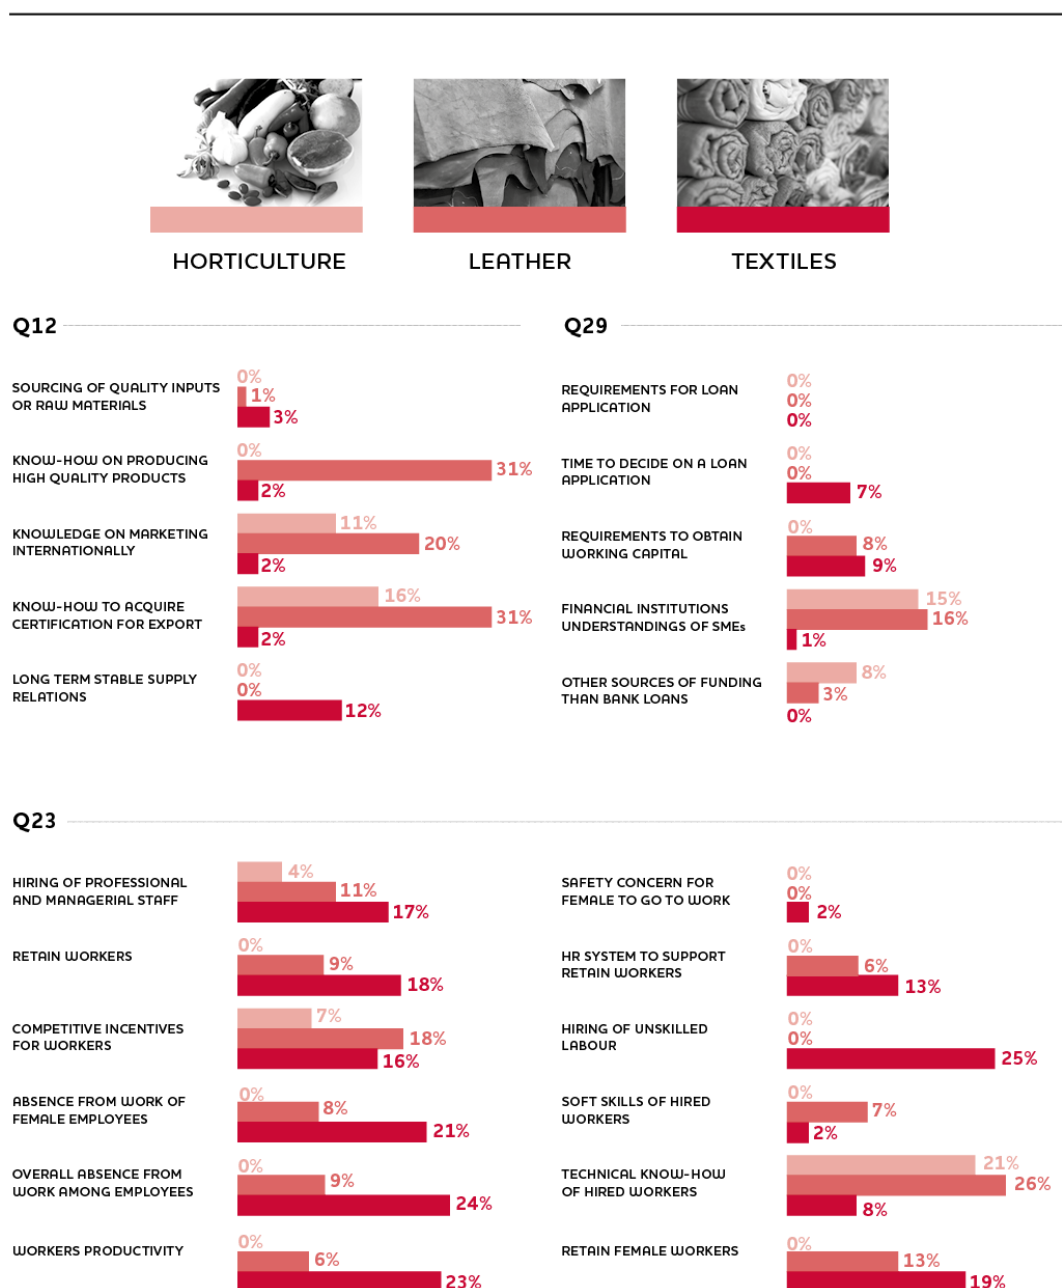 HORTICULTURE
LEATHER
TEXTILES
Q12
SOURCING OF QUALITY INPUTS
OR RAW MATERIALS
0%
1%
3%
KNOW-HOW ON PRODUCING
HIGH QUALITY PRODUCTS
0%
31%
2%
KNOWLEDGE ON MARKETING
INTERNATIONALLY
11%
20%
2%
KNOW-HOW TO ACQUIRE
CERTIFICATION FOR EXPORT
16%
31%
2%
LONG TERM STABLE SUPPLY
RELATIONS
0%
0%
12%
Q29
REQUIREMENTS FOR LOAN
APPLICATION
0%
0%
0%
TIME TO DECIDE ON A LOAN
APPLICATION
0%
0%
7%
REQUIREMENTS TO OBTAIN
WORKING CAPITAL
0%
8%
9%
FINANCIAL INSTITUTIONS
UNDERSTANDINGS OF SMEs
15%
16%
1%
OTHER SOURCES OF FUNDING
THAN BANK LOANS
8%
3%
0%
Q23
HIRING OF PROFESSIONAL
AND MANAGERIAL STAFF
4%
11%
17%
RETAIN WORKERS
0%
9%
18%
COMPETITIVE INCENTIVES
FOR WORKERS
7%
18%
16%
ABSENCE FROM WORK OF
FEMALE EMPLOYEES
0%
8%
21%
OVERALL ABSENCE FROM
WORK AMONG EMPLOYEES
0%
9%
24%
WORKERS PRODUCTIVITY
0%
6%
23%
SAFETY CONCERN FOR
FEMALE TO GO TO WORK
0%
0%
2%
HR SYSTEM TO SUPPORT
RETAIN WORKERS
0%
6%
13%
HIRING OF UNSKILLED
LABOUR
0%
0%
25%
SOFT SKILLS OF HIRED
WORKERS
0%
7%
2%
TECHNICAL KNOW-HOW
OF HIRED WORKERS
21%
26%
8%
RETAIN FEMALE WORKERS
0%
13%
19%